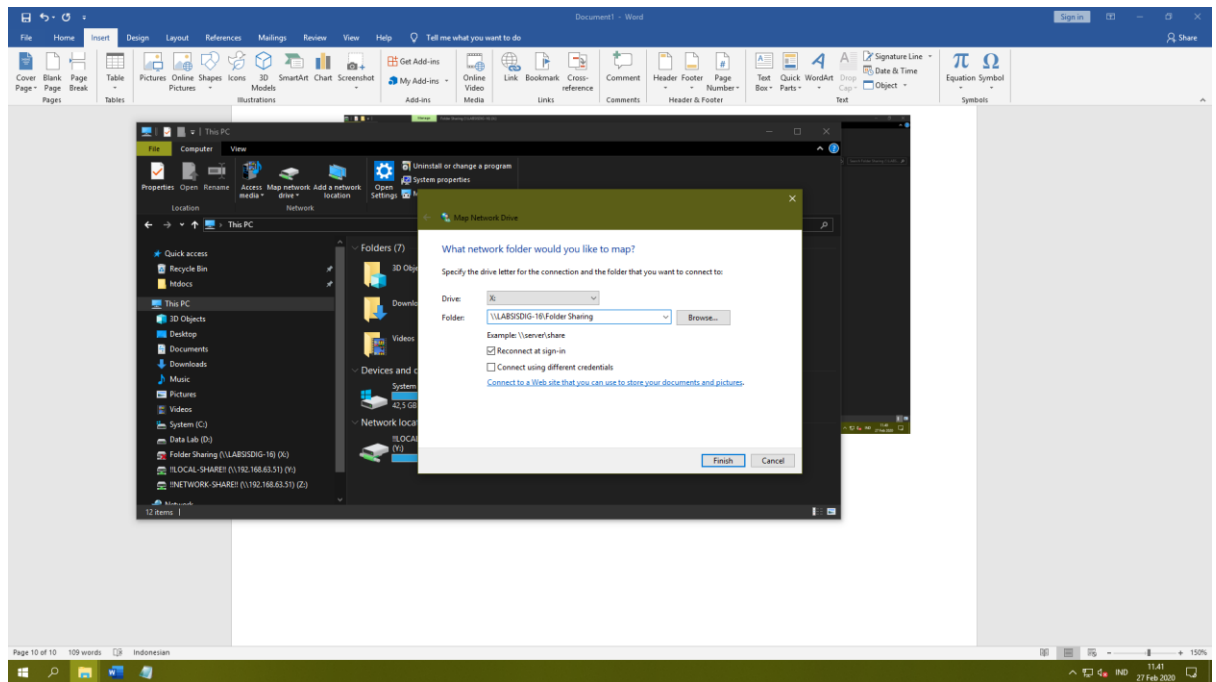 Document1 - Word
Sign in
File Home Insert Design Layout References Mailings Review View Help Tell me what you want to do
Share
Cover Page Blank Page Page Break
Table
Pictures Online Pictures Shapes Icons 3D Models SmartArt Chart Screenshot
Get Add-ins
My Add-ins
Online Video
Link Bookmark Cross-reference
Comment
Header Footer Page Number
Text Box Quick Parts WordArt Drop Cap
Signature Line
Date & Time
Object
Equation Symbol
Pages Tables Illustrations Add-ins Media Links Comments Header & Footer Text Symbols
This PC
File Computer View
Properties Open Rename
Access media Map network drive Add a network location
Open Settings
Uninstall or change a program
System properties
Location Network
This PC
Quick access
Recycle Bin
htdocs
This PC
3D Objects
Desktop
Documents
Downloads
Music
Pictures
Videos
System (C:)
Data Lab (D:)
Folder Sharing (\\LABSISDIG-16) (X:)
!!LOCAL-SHARE!! (\\192.168.63.51) (Y:)
!!NETWORK-SHARE!! (\\192.168.63.51) (Z:)
Network
12 items
Folders (7)
3D Obje
Downlo
Videos
Devices and d
System
42,5 GB
Network loca
!!LOCAL
(Y:)
Map Network Drive
What network folder would you like to map?
Specify the drive letter for the connection and the folder that you want to connect to:
Drive: X:
Folder: \\LABSISDIG-16\Folder Sharing Browse...
Example: \\server\share
Reconnect at sign-in
Connect using different credentials
Connect to a Web site that you can use to store your documents and pictures.
Finish Cancel
Page 10 of 10 109 words Indonesian
150%
IND
11.41
27 Feb 2020